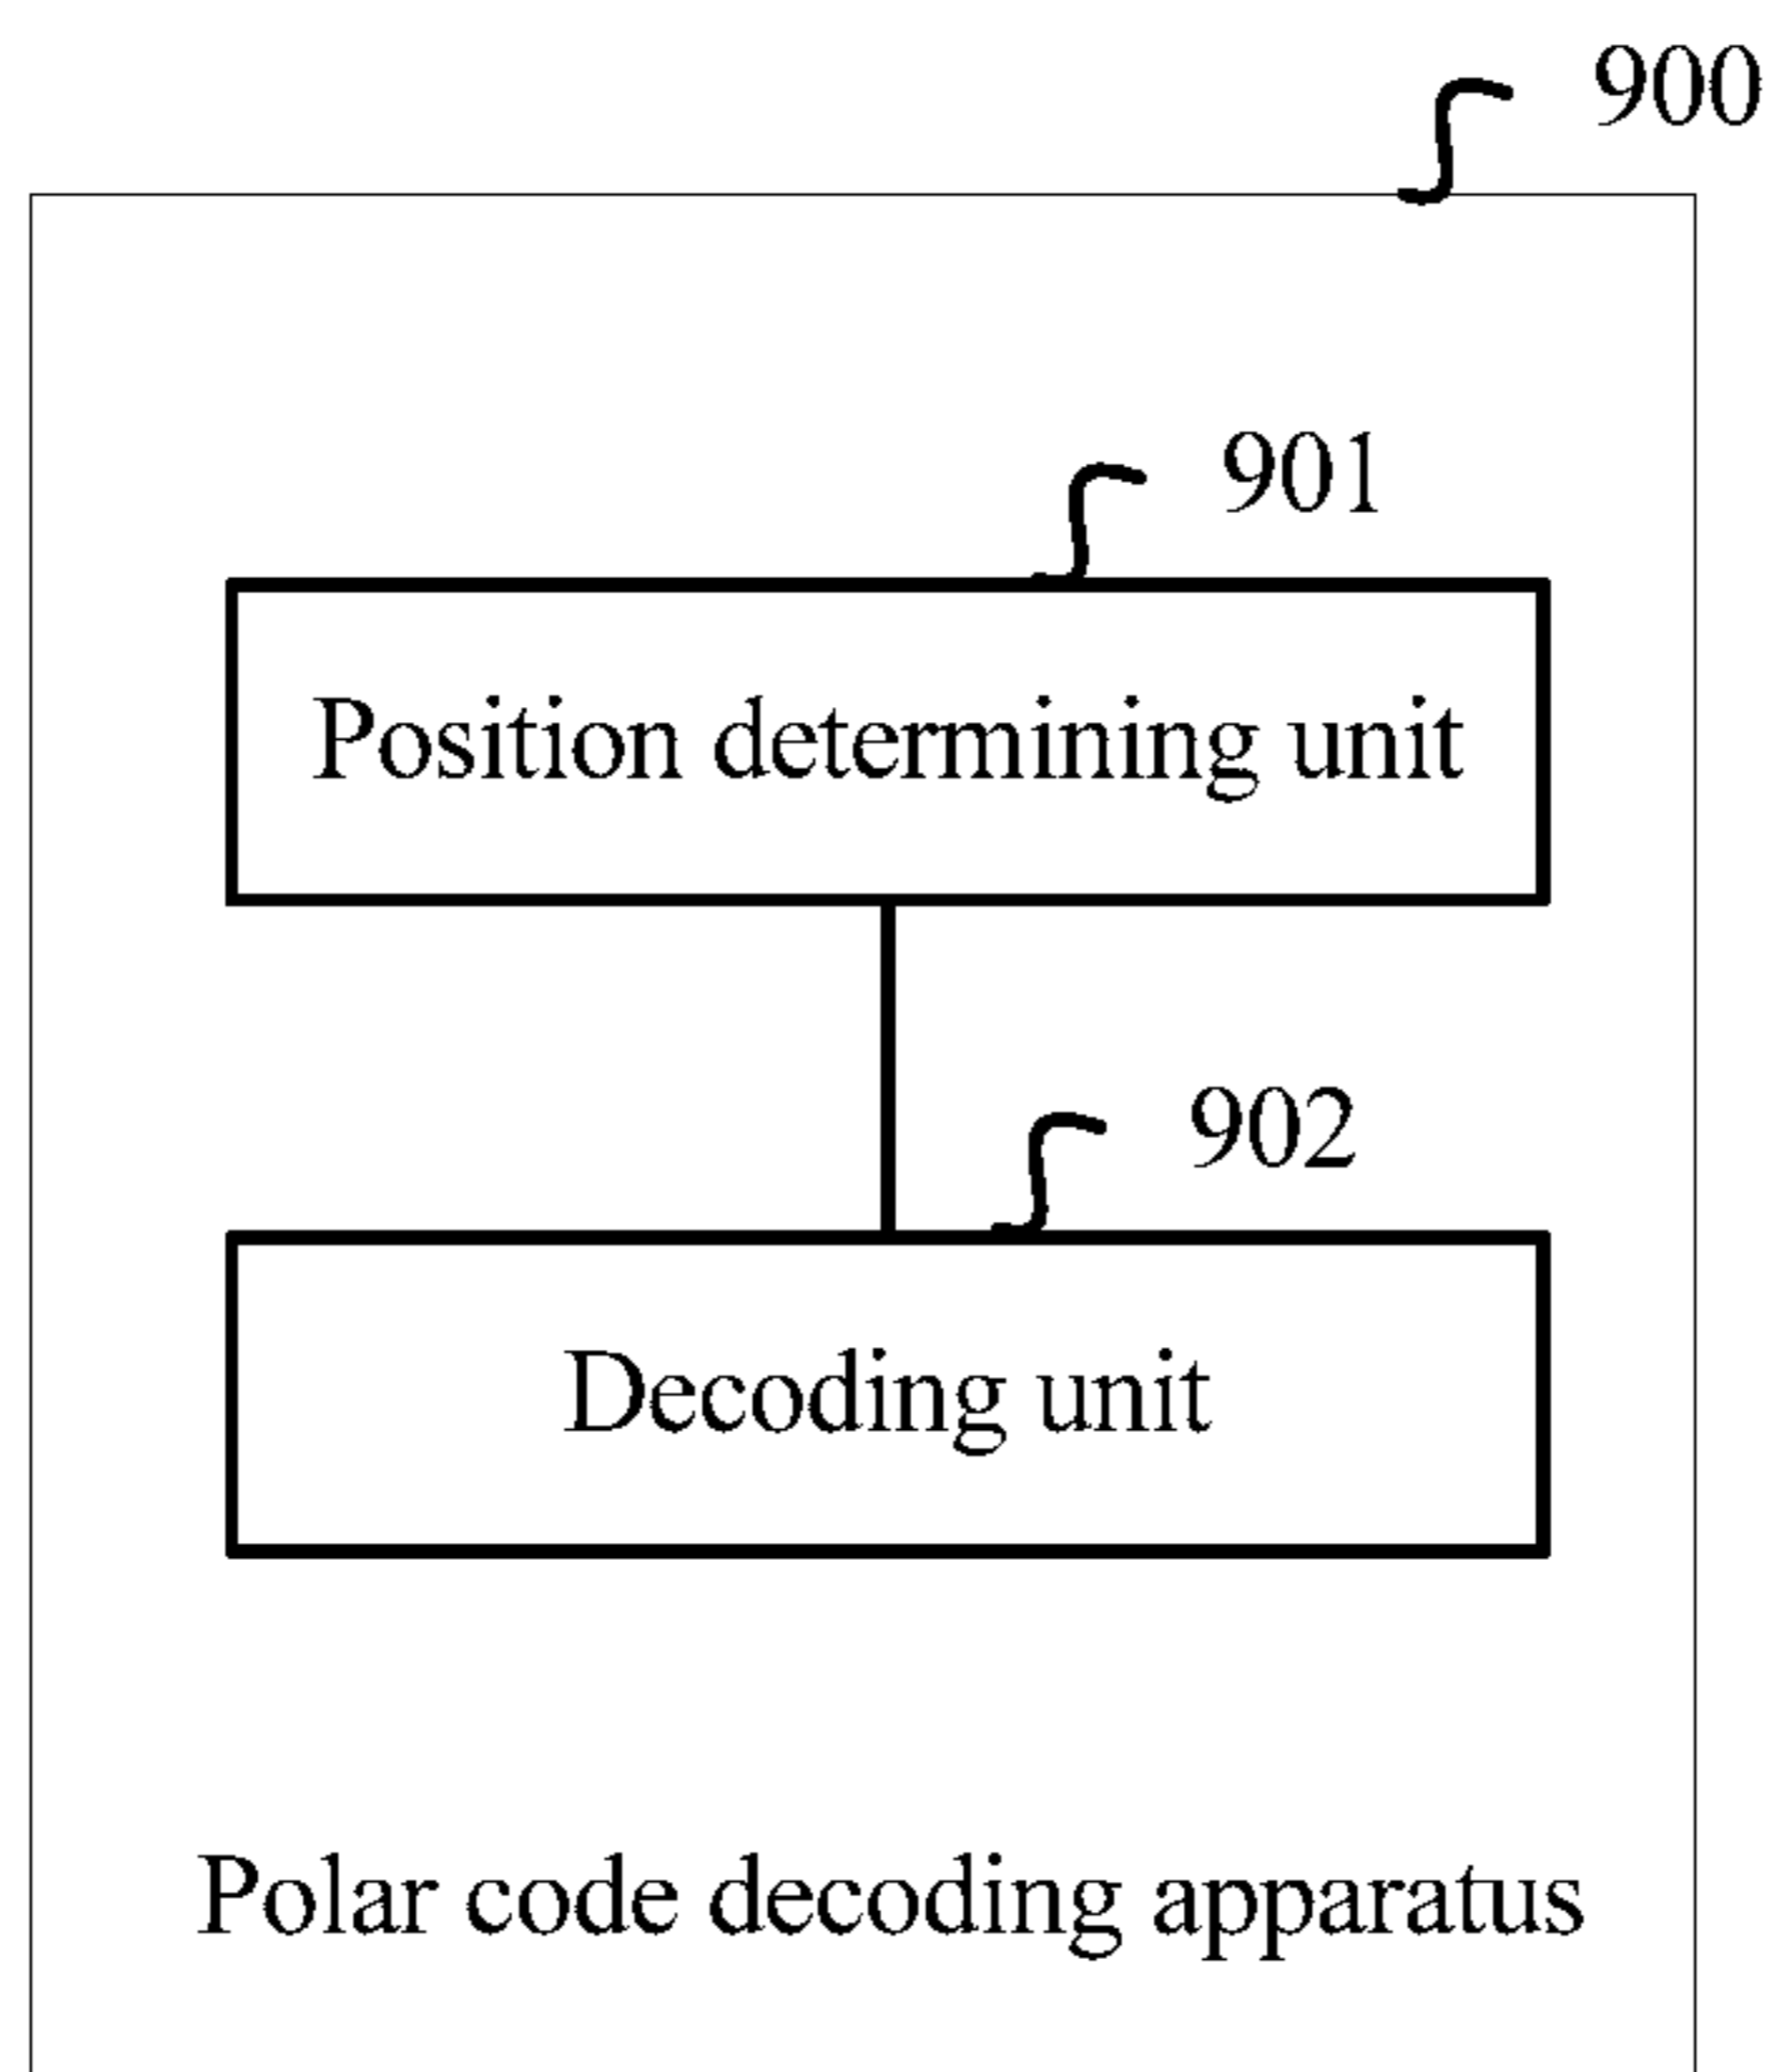 900
901
Position determining unit
902
Decoding unit
Polar code decoding apparatus